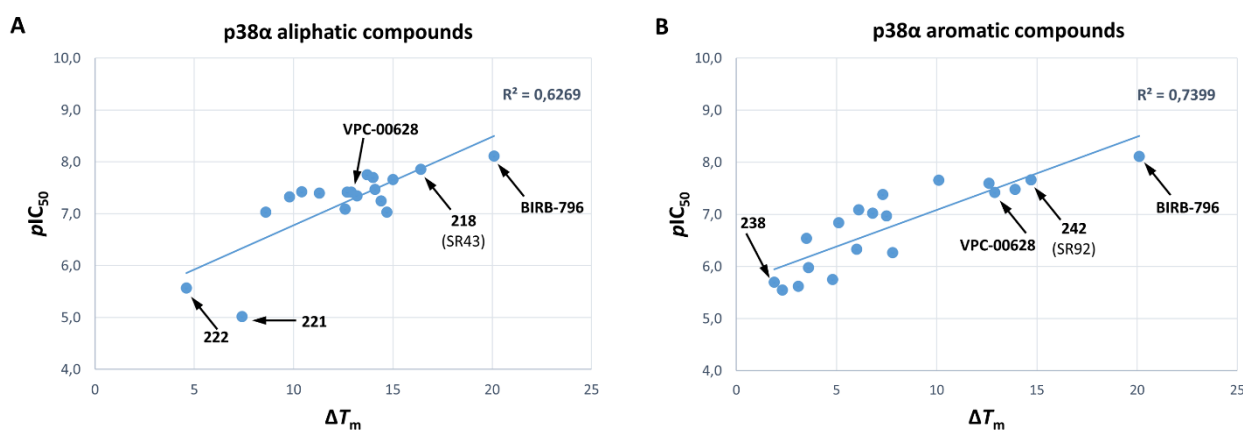 A
p38α aliphatic compounds
10,0
9,0
8,0
7,0
6,0
5,0
4,0
pIC50
R² = 0,6269
VPC-00628
218
(SR43)
BIRB-796
222
221
0
5
10
15
20
25
ΔTm
B
p38α aromatic compounds
10,0
9,0
8,0
7,0
6,0
5,0
4,0
pIC50
R² = 0,7399
238
VPC-00628
242
(SR92)
BIRB-796
0
5
10
15
20
25
ΔTm